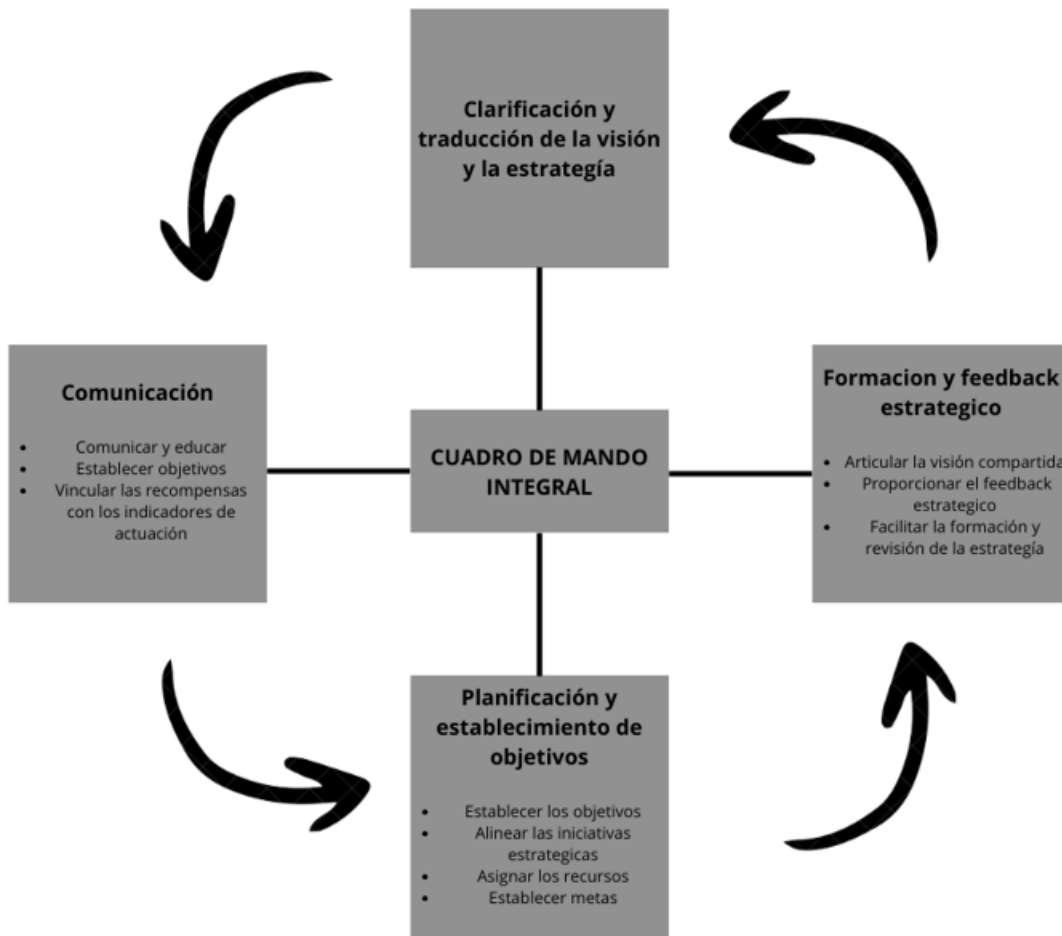 Clarificación y
traducción de la visión
y la estrategía
Comunicación
• Comunicar y educar
• Establecer objetivos
• Vincular las recompensas
con los indicadores de
actuación
CUADRO DE MANDO
INTEGRAL
Formacion y feedback
estrategico
• Articular la visión compartida
• Proporcionar el feedback
estrategico
• Facilitar la formación y
revisión de la estrategía
Planificación y
establecimiento de
objetivos
• Establecer los objetivos
• Alinear las iniciativas
estrategicas
• Asignar los recursos
• Establecer metas